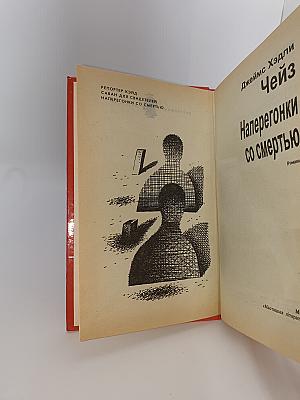 РЕПОРТЕР КЭЙД
САВАН ДЛЯ СВИДЕТЕЛЕЙ
НАПЕРЕГОНКИ СО СМЕРТЬЮ
Джеймс Хэдли
Чейз
Наперегонки
со смертью